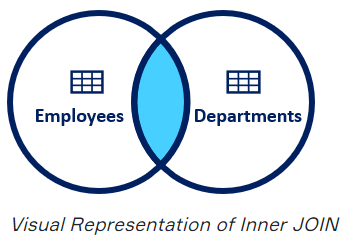 Employees
Departments
Visual Representation of Inner JOIN